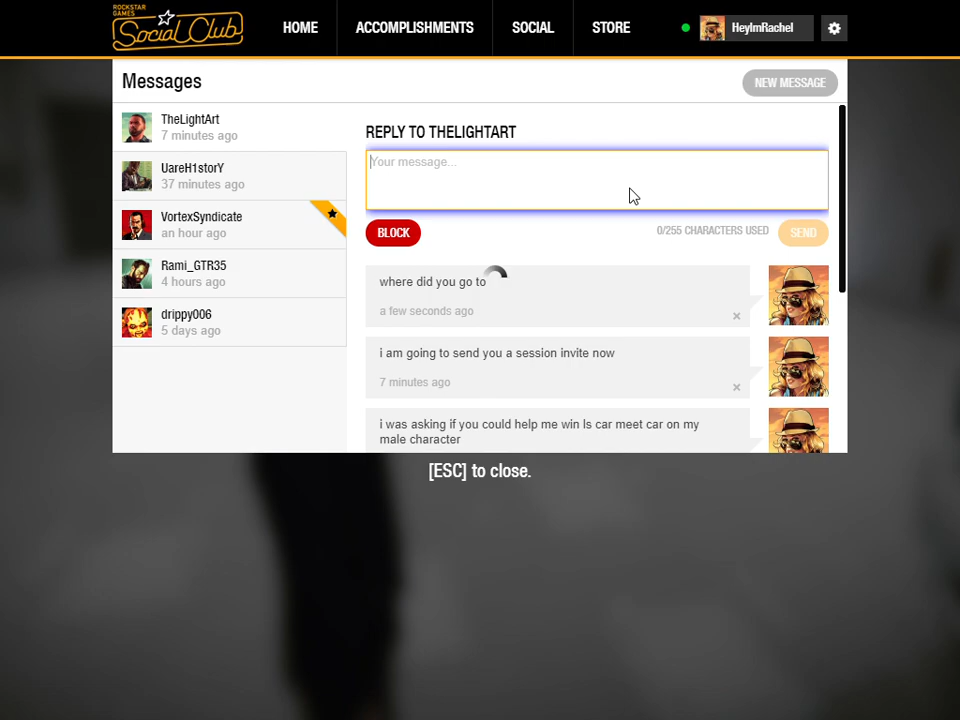 ROCKSTAR
GAMES
Social Club
HOME
ACCOMPLISHMENTS
SOCIAL
STORE
HeyImRachel
Messages
NEW MESSAGE
TheLightArt
7 minutes ago
UareH1storY
37 minutes ago
VortexSyndicate
an hour ago
Rami_GTR35
4 hours ago
drippy006
5 days ago
REPLY TO THELIGHTART
Your message...
BLOCK
0/255 CHARACTERS USED
SEND
where did you go to
a few seconds ago
×
i am going to send you a session invite now
7 minutes ago
×
i was asking if you could help me win ls car meet car on my
male character
[ESC] to close.